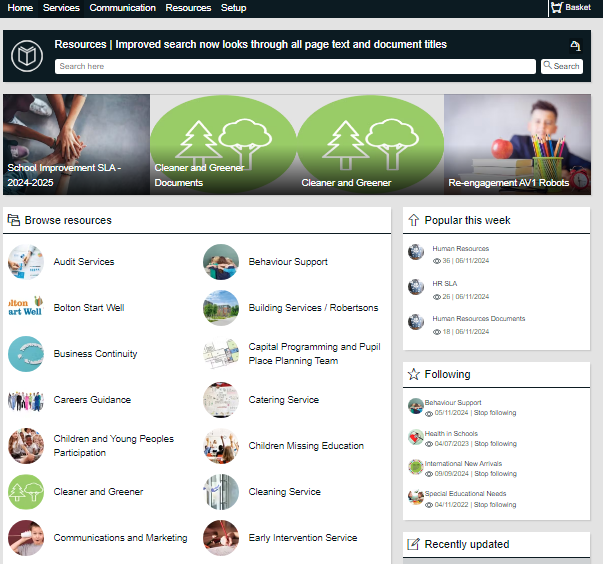 Home Services Communication Resources Setup
Basket
Resources | Improved search now looks through all page text and document titles
Search here
Search
School Improvement SLA -
2024-2025
Cleaner and Greener
Documents
Cleaner and Greener
Re-engagement AV1 Robots
Browse resources
Audit Services
Behaviour Support
olton
art Well
Bolton Start Well
Building Services / Robertsons
Business Continuity
Capital Programming and Pupil
Place Planning Team
Careers Guidance
Catering Service
Children and Young Peoples
Participation
Children Missing Education
Cleaner and Greener
Cleaning Service
Communications and Marketing
Early Intervention Service
Popular this week
Human Resources
36 | 06/11/2024
HR SLA
26 | 06/11/2024
Human Resources Documents
18 | 06/11/2024
Following
Behaviour Support
05/11/2024 | Stop following
Health in Schools
04/07/2023 | Stop following
International New Arrivals
09/09/2024 | Stop following
Special Educational Needs
04/11/2022 | Stop following
Recently updated